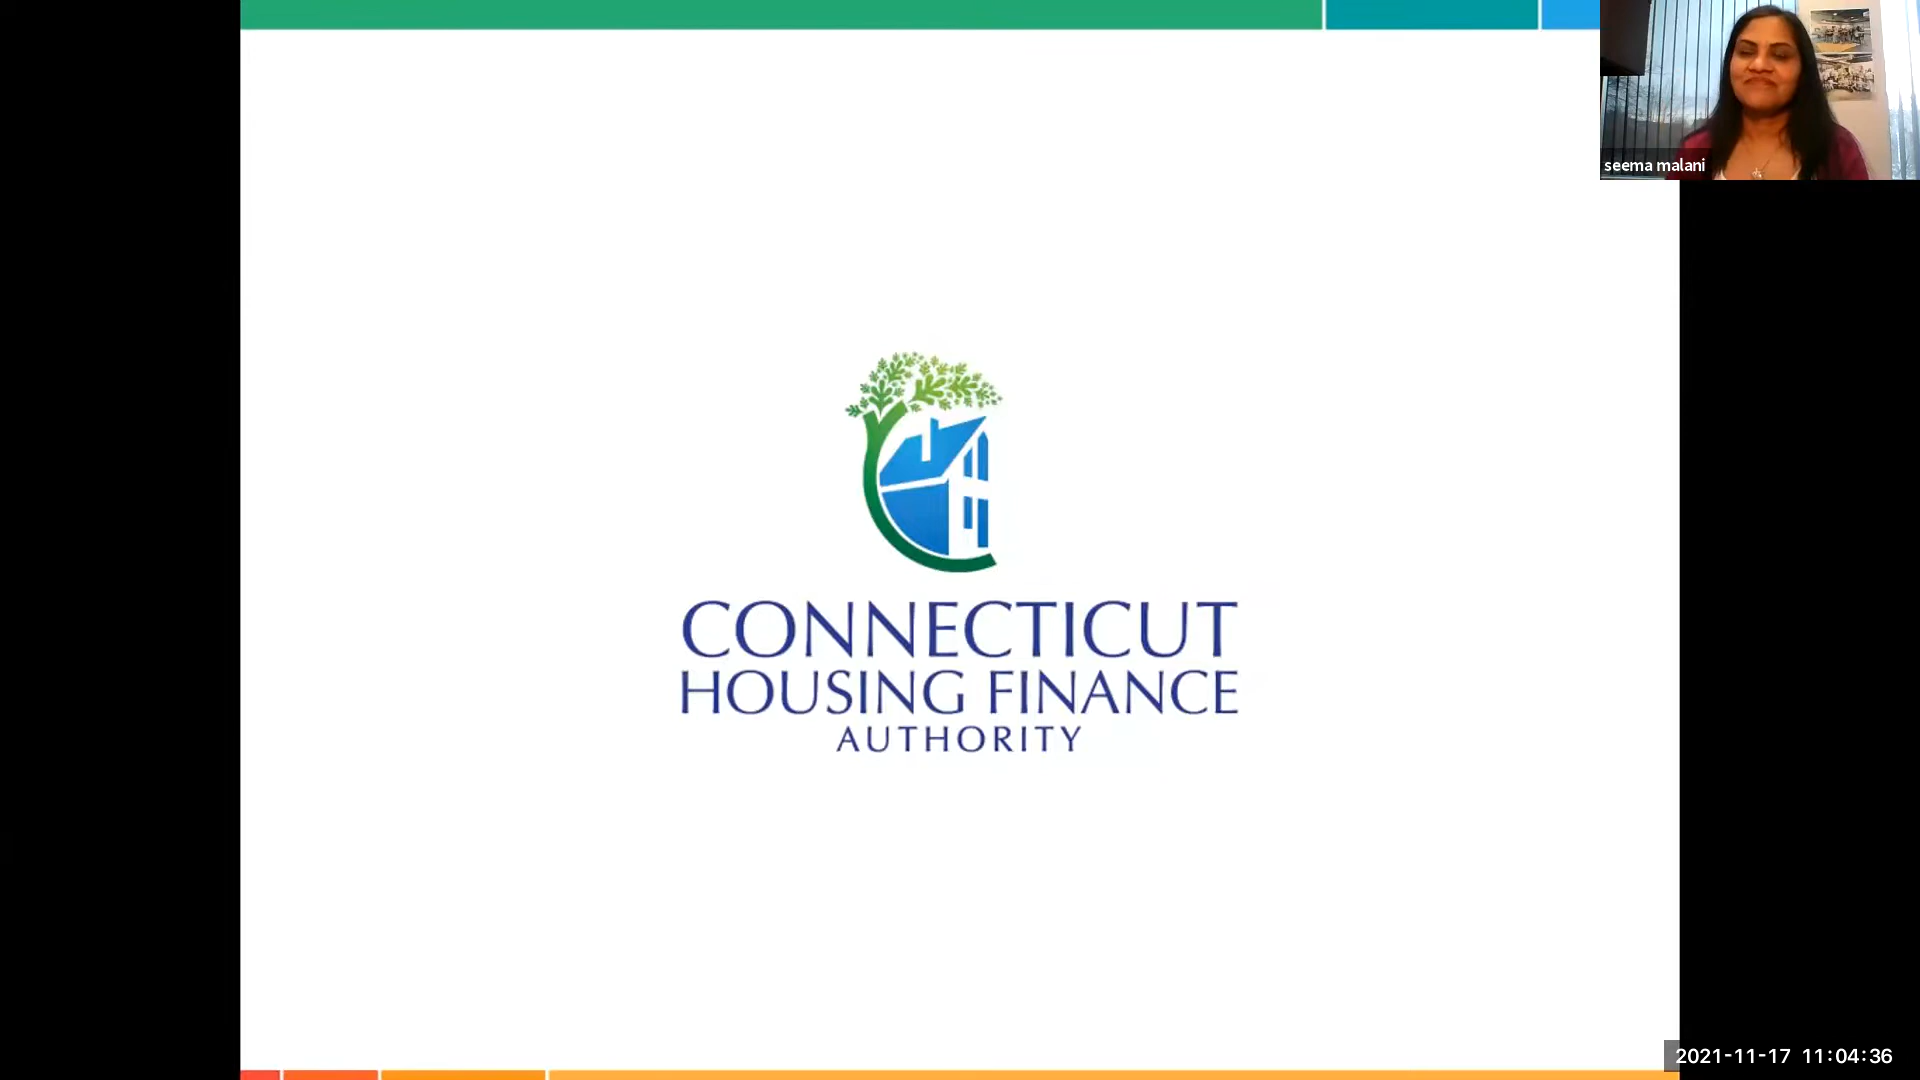 seema malani
CONNECTICUT
HOUSING FINANCE
AUTHORITY
2021-11-17 11:04:36